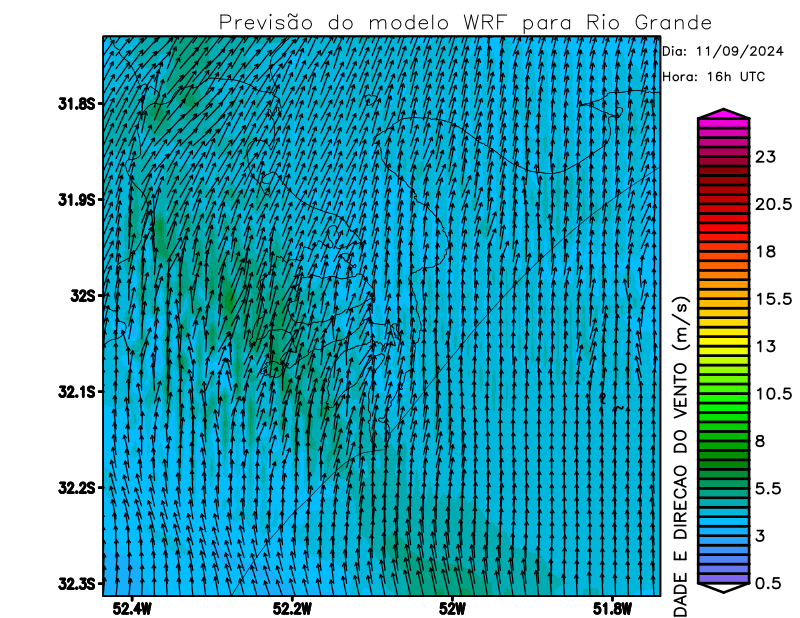 Previsão do modelo WRF para Rio Grande
Dia: 11/09/2024
Hora: 16h UTC
31.8S
31.9S
32S
32.1S
32.2S
32.3S
52.4W
52.2W
52W
51.8W
DADE E DIRECAO DO VENTO (m/s)
23
20.5
18
15.5
13
10.5
8
5.5
3
0.5